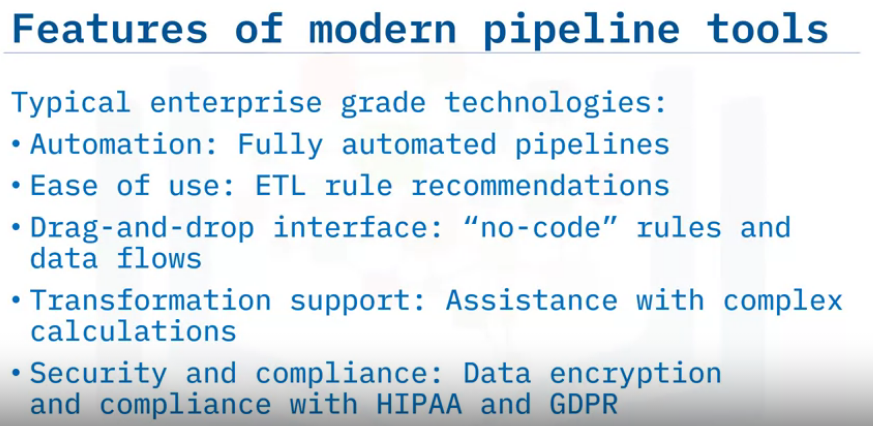 Features of modern pipeline tools
Typical enterprise grade technologies:
• Automation: Fully automated pipelines
• Ease of use: ETL rule recommendations
• Drag-and-drop interface: “no-code” rules and
data flows
• Transformation support: Assistance with complex
calculations
• Security and compliance: Data encryption
and compliance with HIPAA and GDPR